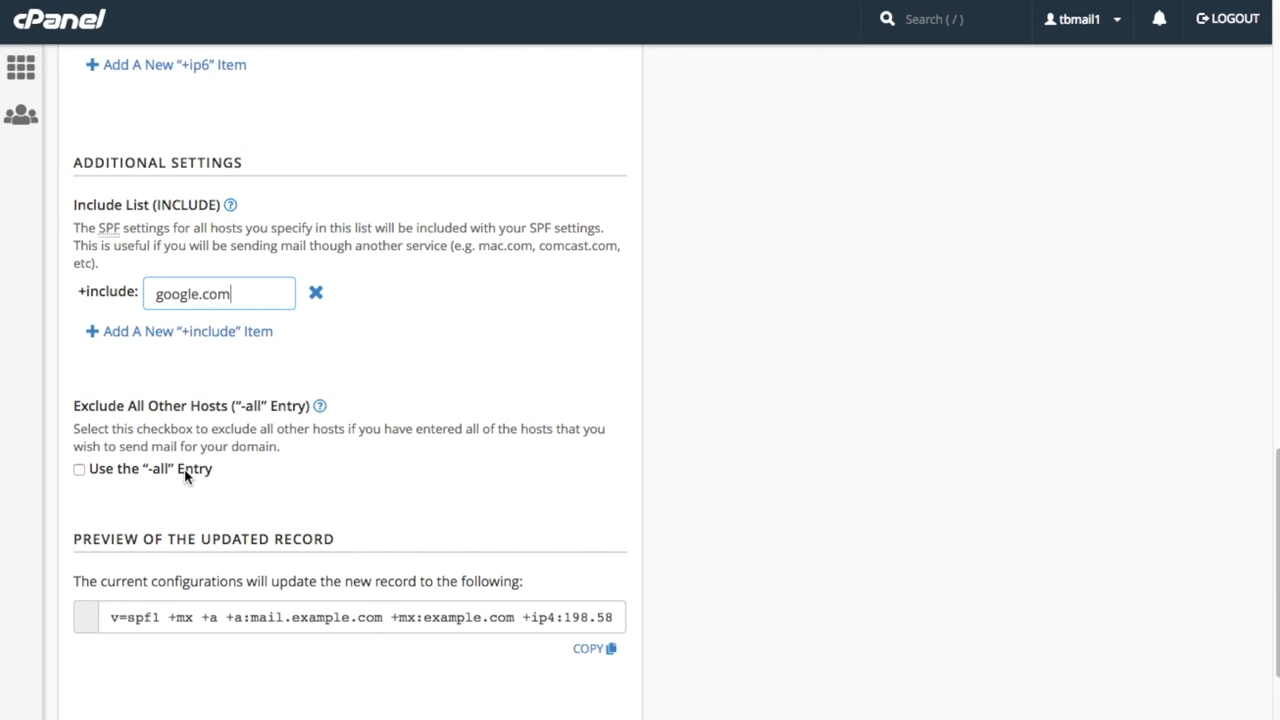 cPanel
Search ( / )
tbmail1
LOGOUT
Add A New “+ip6” Item
ADDITIONAL SETTINGS
Include List (INCLUDE)
The SPF settings for all hosts you specify in this list will be included with your SPF settings.
This is useful if you will be sending mail though another service (e.g. mac.com, comcast.com,
etc).
+include: google.com
Add A New “+include” Item
Exclude All Other Hosts (“-all” Entry)
Select this checkbox to exclude all other hosts if you have entered all of the hosts that you
wish to send mail for your domain.
Use the “-all” Entry
PREVIEW OF THE UPDATED RECORD
The current configurations will update the new record to the following:
v=spf1 +mx +a +a:mail.example.com +mx:example.com +ip4:198.58
COPY